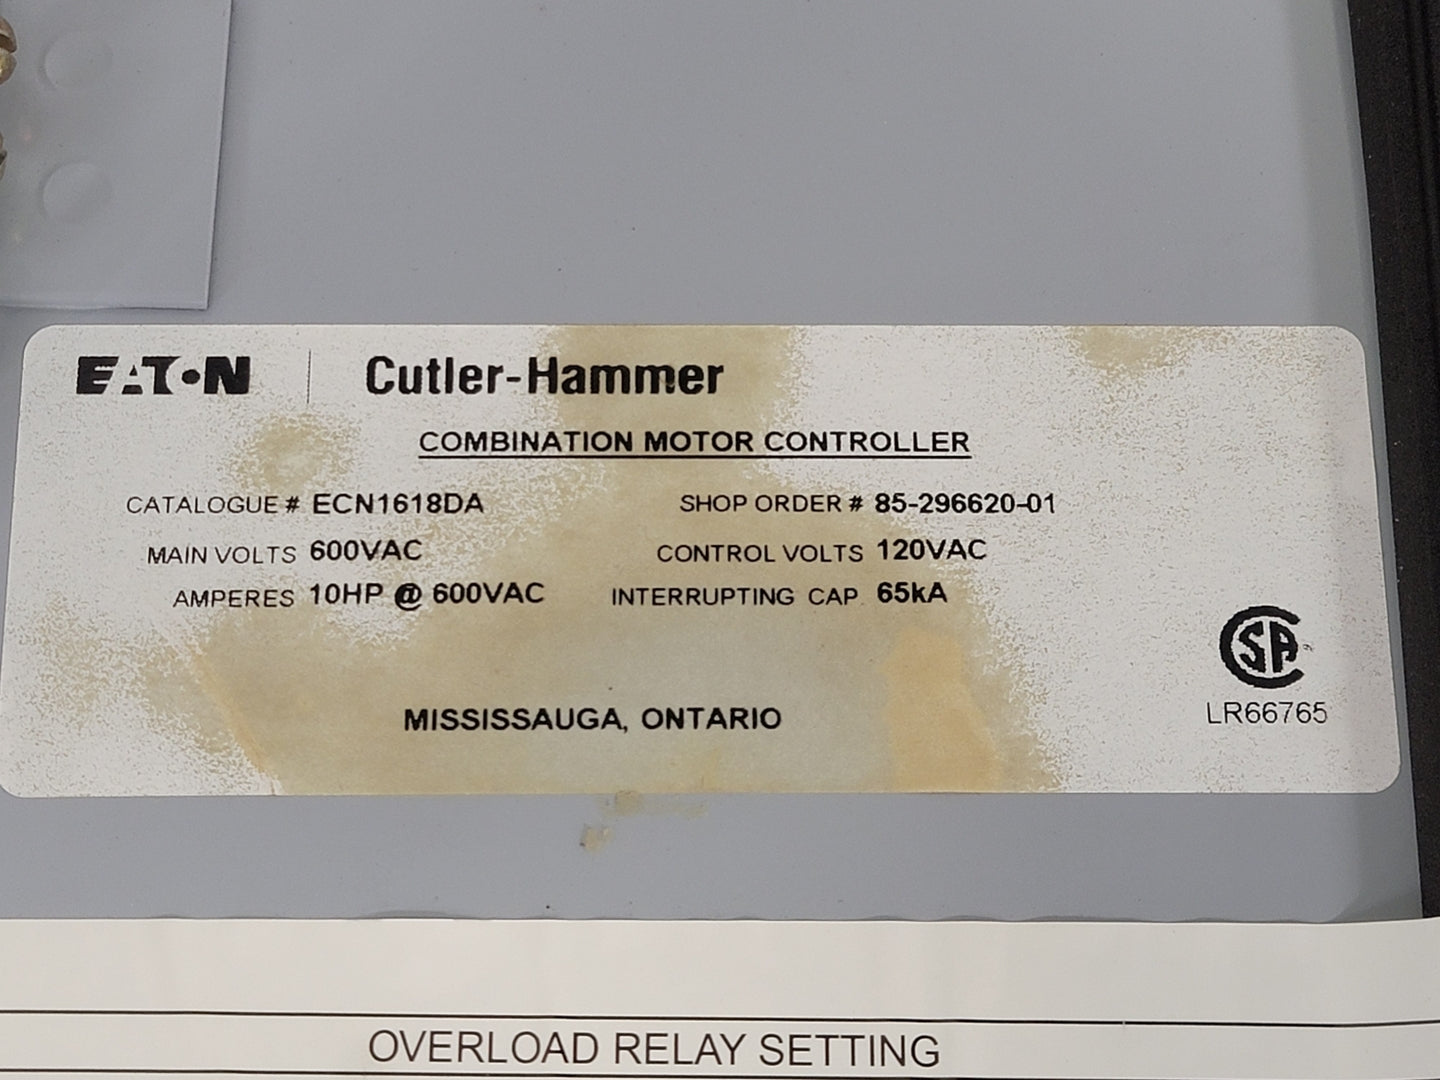 EATON Cutler-Hammer
COMBINATION MOTOR CONTROLLER
CATALOGUE # ECN1618DA SHOP ORDER # 85-296620-01
MAIN VOLTS 600VAC CONTROL VOLTS 120VAC
AMPERES 10HP @ 600VAC INTERRUPTING CAP. 65kA
CSA
MISSISSAUGA, ONTARIO LR66765
OVERLOAD RELAY SETTING